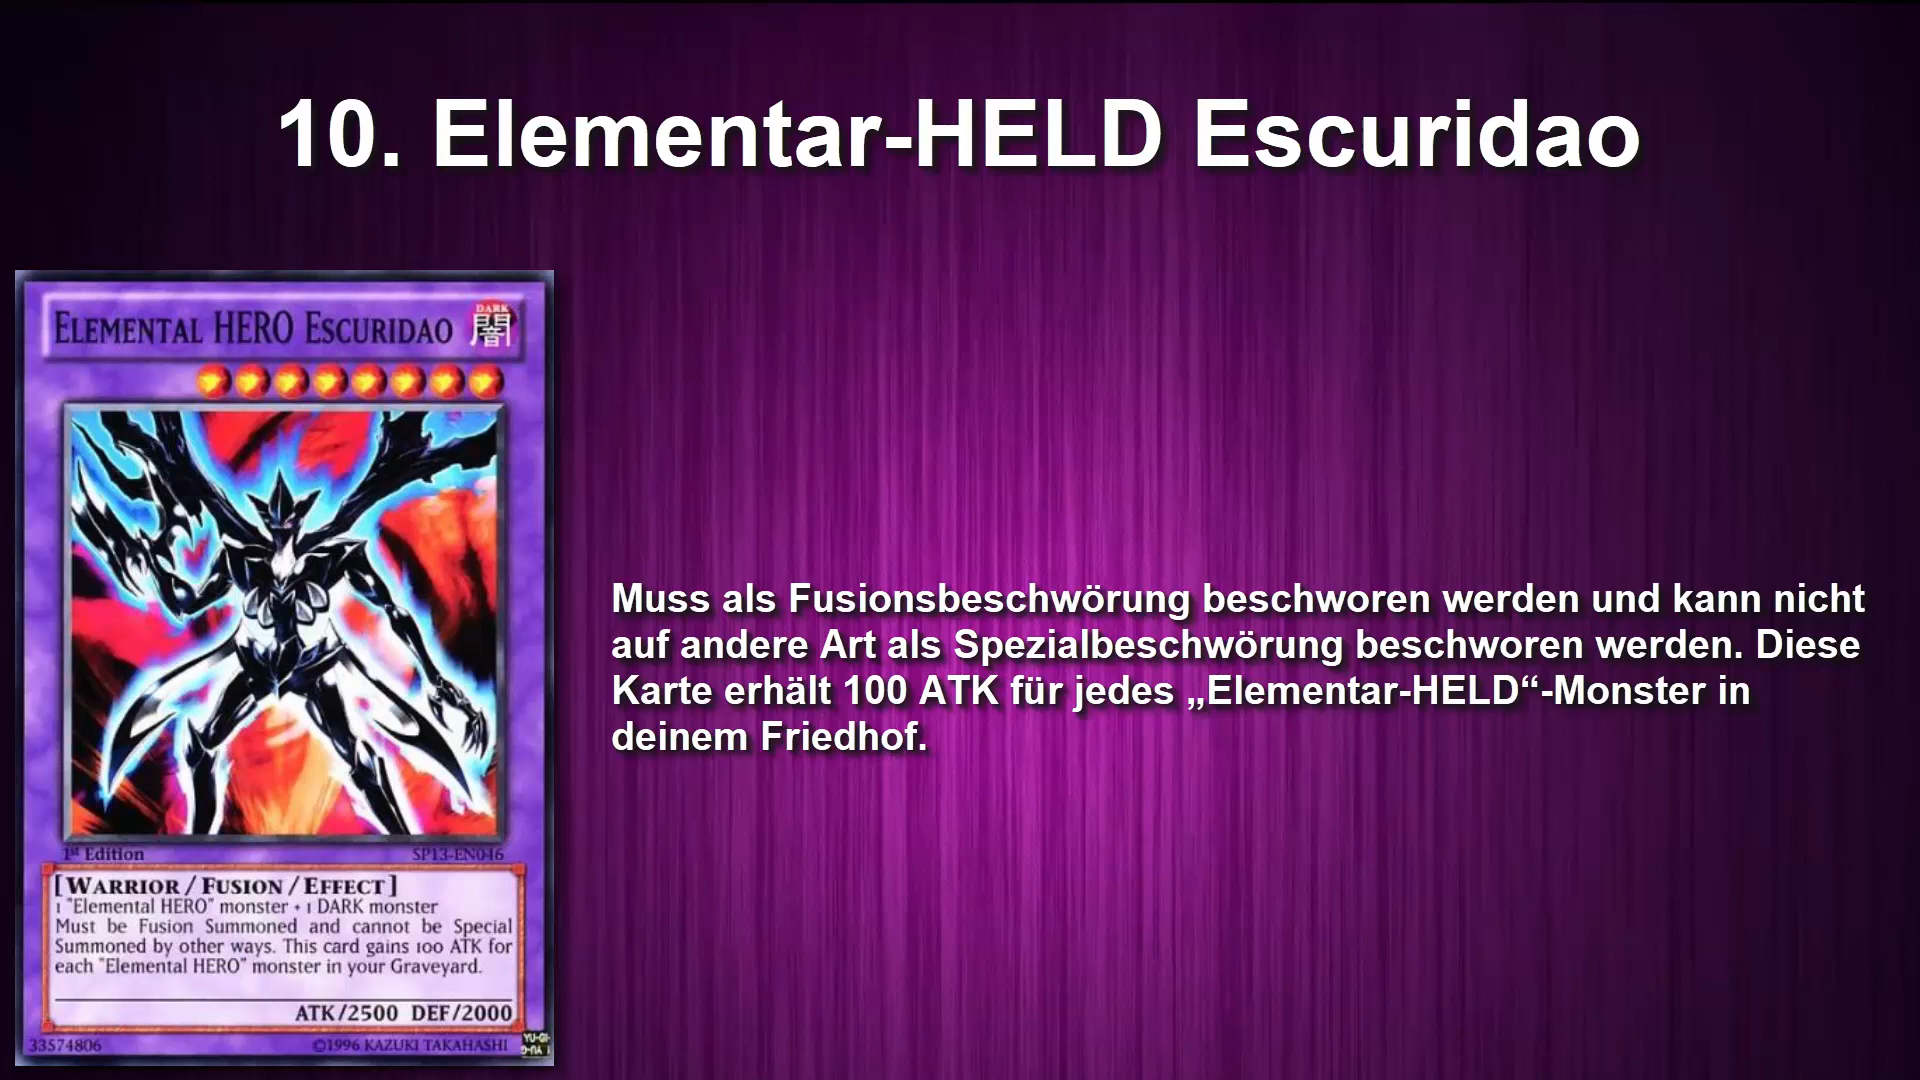 10. Elementar-HELD Escuridao
ELEMENTAL HERO ESCURIDAO
DARK
闇
Muss als Fusionsbeschwörung beschworen werden und kann nicht
auf andere Art als Spezialbeschwörung beschworen werden. Diese
Karte erhält 100 ATK für jedes „Elementar-HELD“-Monster in
deinem Friedhof.
1st Edition
SP13-EN046
[WARRIOR/FUSION/EFFECT]
1 "Elemental HERO" monster + 1 DARK monster
Must be Fusion Summoned and cannot be Special
Summoned by other ways. This card gains 100 ATK for
each "Elemental HERO" monster in your Graveyard.
ATK/2500 DEF/2000
33574806
©1996 KAZUKI TAKAHASHI